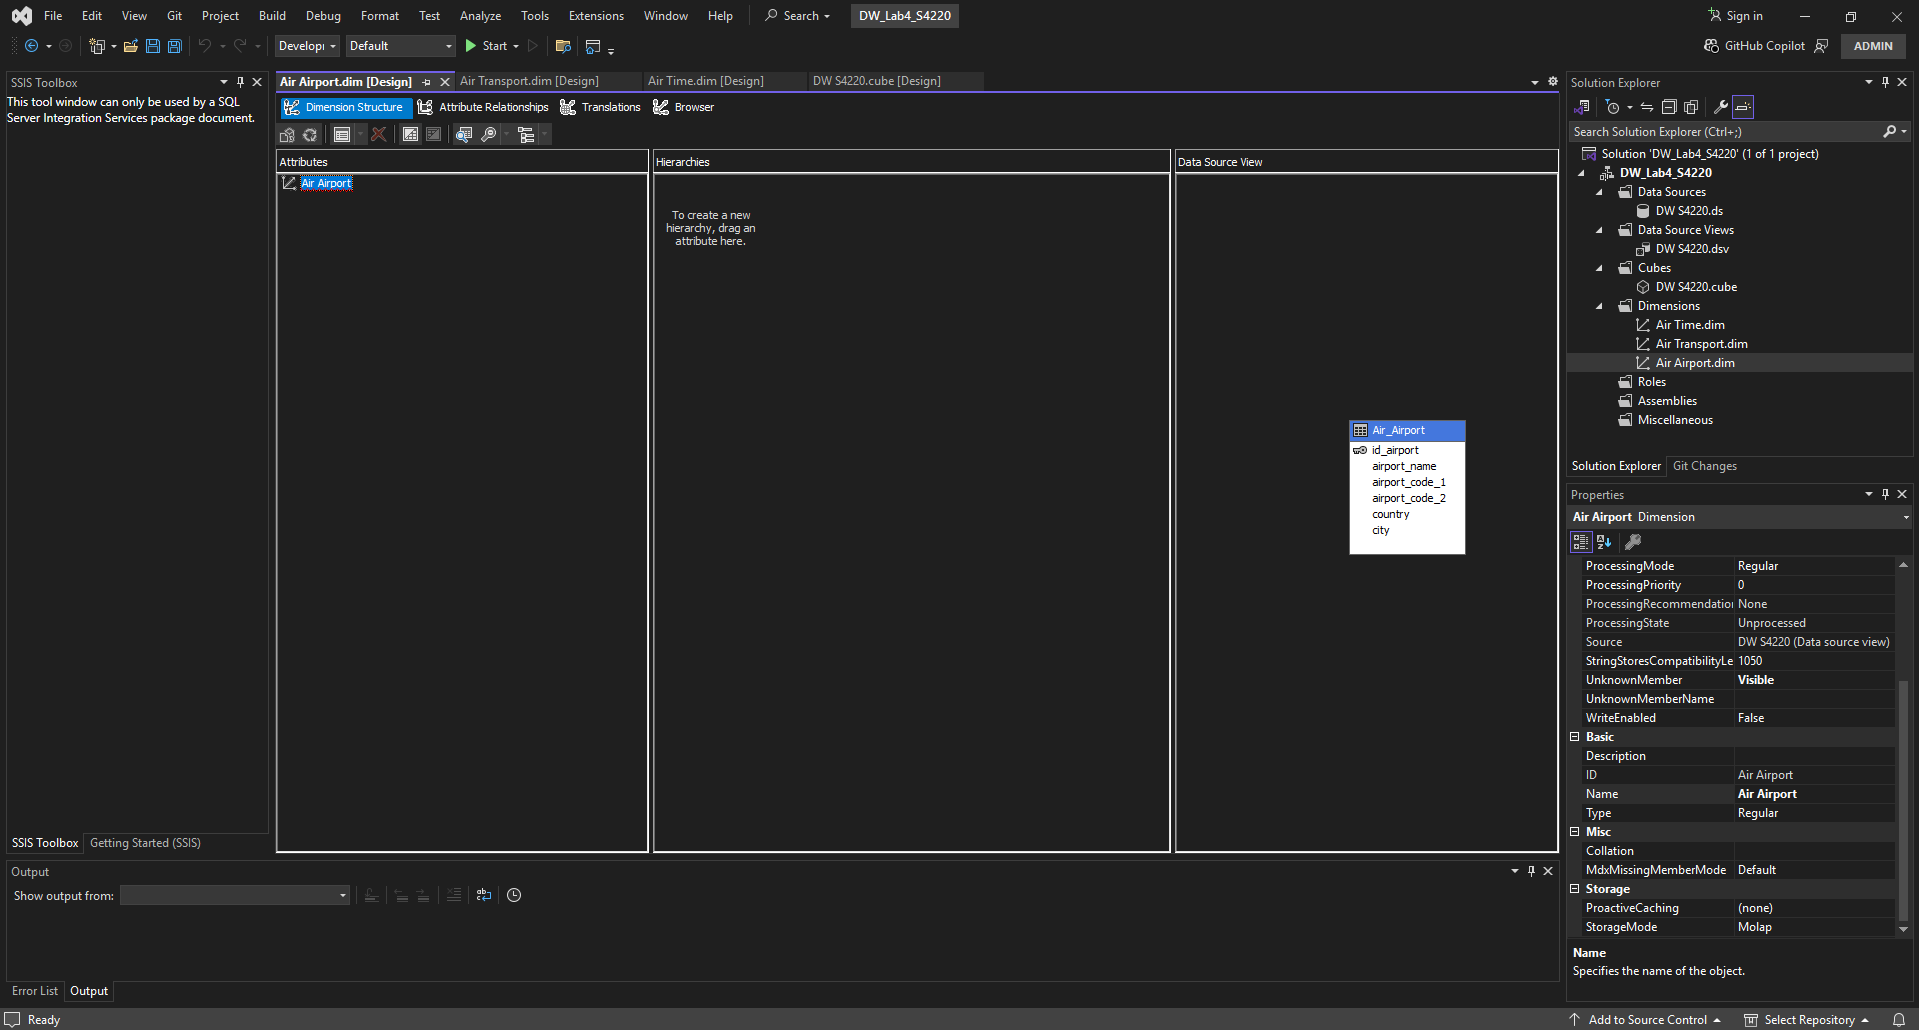 File Edit View Git Project Build Debug Format Test Analyze Tools Extensions Window Help Search DW_Lab4_S4220 Sign in
Developı Default Start GitHub Copilot ADMIN
SSIS Toolbox
This tool window can only be used by a SQL
Server Integration Services package document.
SSIS Toolbox Getting Started (SSIS)
Air Airport.dim [Design] Air Transport.dim [Design] Air Time.dim [Design] DW S4220.cube [Design]
Dimension Structure Attribute Relationships Translations Browser
Attributes
Air Airport
Hierarchies
To create a new
hierarchy, drag an
attribute here.
Data Source View
Air_Airport
id_airport
airport_name
airport_code_1
airport_code_2
country
city
Output
Show output from:
Error List Output
Solution Explorer
Search Solution Explorer (Ctrl+;)
Solution 'DW_Lab4_S4220' (1 of 1 project)
DW_Lab4_S4220
Data Sources
DW S4220.ds
Data Source Views
DW S4220.dsv
Cubes
DW S4220.cube
Dimensions
Air Time.dim
Air Transport.dim
Air Airport.dim
Roles
Assemblies
Miscellaneous
Solution Explorer Git Changes
Properties
Air Airport Dimension
ProcessingMode Regular
ProcessingPriority 0
ProcessingRecommendation None
ProcessingState Unprocessed
Source DW S4220 (Data source view)
StringStoresCompatibilityLe 1050
UnknownMember Visible
UnknownMemberName
WriteEnabled False
Basic
Description
ID Air Airport
Name Air Airport
Type Regular
Misc
Collation
MdxMissingMemberMode Default
Storage
ProactiveCaching (none)
StorageMode Molap
Name
Specifies the name of the object.
Ready Add to Source Control Select Repository